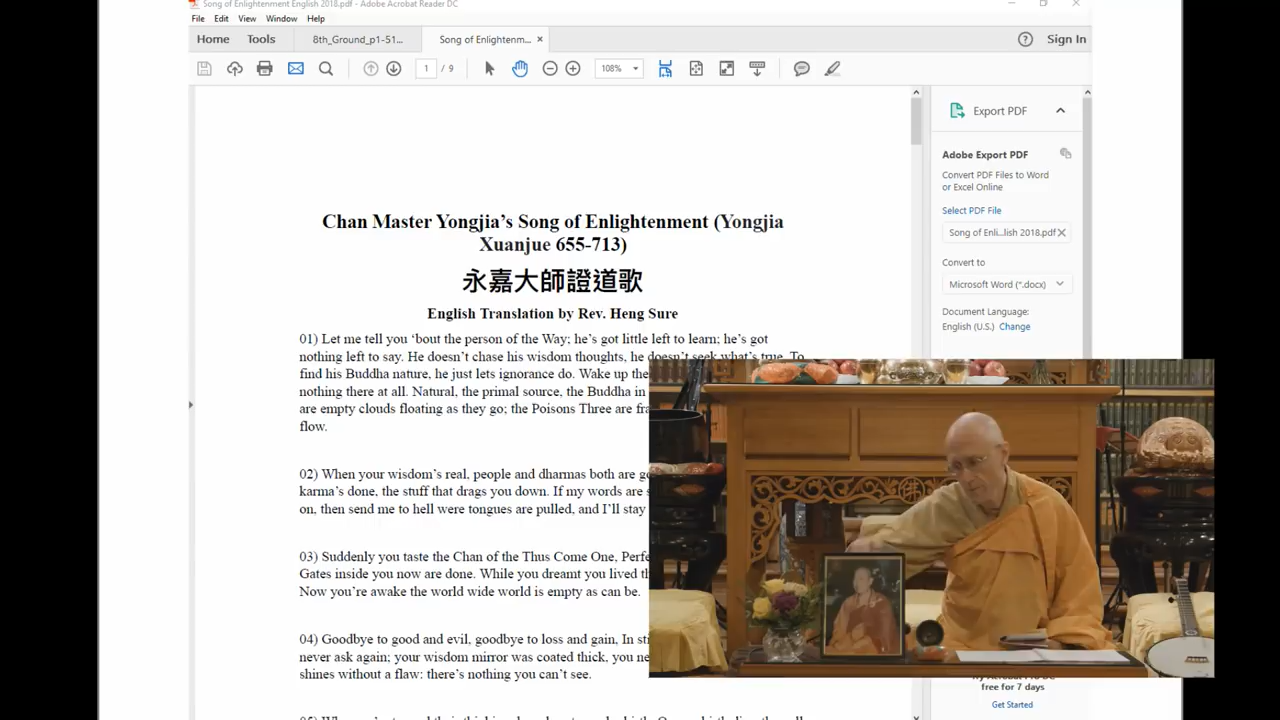 Song of Enlightenment English 2018.pdf - Adobe Acrobat Reader DC
File Edit View Window Help
Home Tools 8th_Ground_p1-51... Song of Enlightenm... ×
Sign In
1 / 9 108%
Export PDF
Adobe Export PDF
Convert PDF Files to Word
or Excel Online
Select PDF File
Song of Enli...lish 2018.pdf
Convert to
Microsoft Word (*.docx)
Document Language:
English (U.S.) Change
Chan Master Yongjia's Song of Enlightenment (Yongjia
Xuanjue 655-713)
永嘉大師證道歌
English Translation by Rev. Heng Sure
01) Let me tell you 'bout the person of the Way; he's got little left to learn; he's got
nothing left to say. He doesn't chase his wisdom thoughts, he doesn't seek what's true. To
find his Buddha nature, he just lets ignorance do. Wake up
nothing there at all. Natural, the primal source, the Buddha in
are empty clouds floating as they go; the Poisons Three are
flow.
02) When your wisdom's real, people and dharmas both are
karma's done, the stuff that drags you down. If my words are
on, then send me to hell were tongues are pulled, and I'll stay
03) Suddenly you taste the Chan of the Thus Come One,
Gates inside you now are done. While you dreamt you lived
Now you're awake the world wide world is empty as can be.
04) Goodbye to good and evil, goodbye to loss and gain, In
never ask again; your wisdom mirror was coated thick, you
shines without a flaw: there's nothing you can't see.
free for 7 days
Get Started